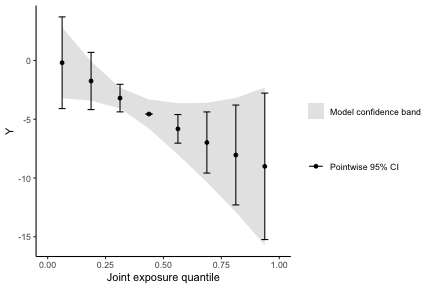 Y
0
-5
-10
-15
0.00 0.25 0.50 0.75 1.00
Joint exposure quantile
Model confidence band
Pointwise 95% CI